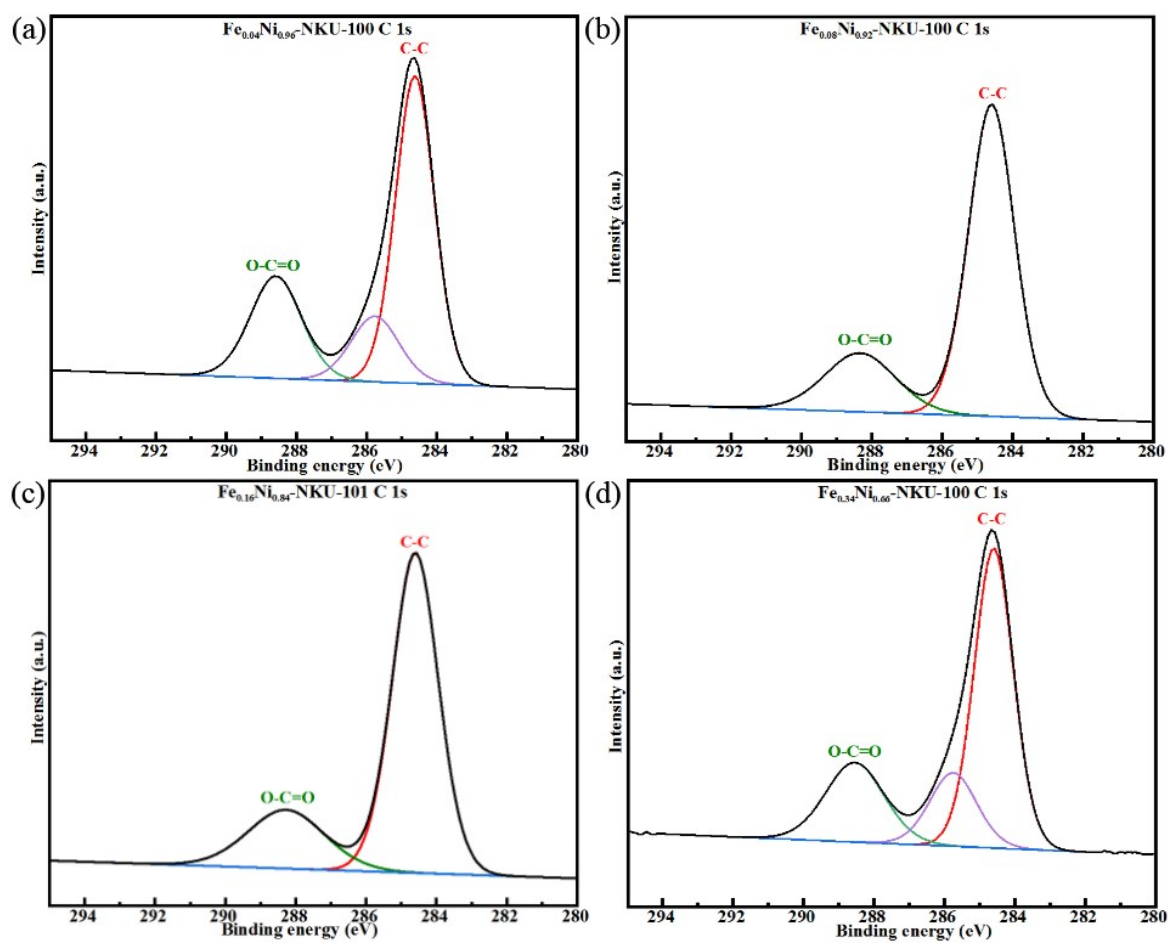 (a)
Fe0.04Ni0.96-NKU-100 C 1s
C-C
O-C=O
Intensity (a.u.)
294 292 290 288 286 284 282 280
Binding energy (eV)
(b)
Fe0.08Ni0.92-NKU-100 C 1s
C-C
O-C=O
Intensity (a.u.)
294 292 290 288 286 284 282 280
Binding energy (eV)
(c)
Fe0.16Ni0.84-NKU-101 C 1s
C-C
O-C=O
Intensity (a.u.)
294 292 290 288 286 284 282 280
Binding energy (eV)
(d)
Fe0.34Ni0.66-NKU-100 C 1s
C-C
O-C=O
Intensity (a.u.)
294 292 290 288 286 284 282 280
Binding energy (eV)